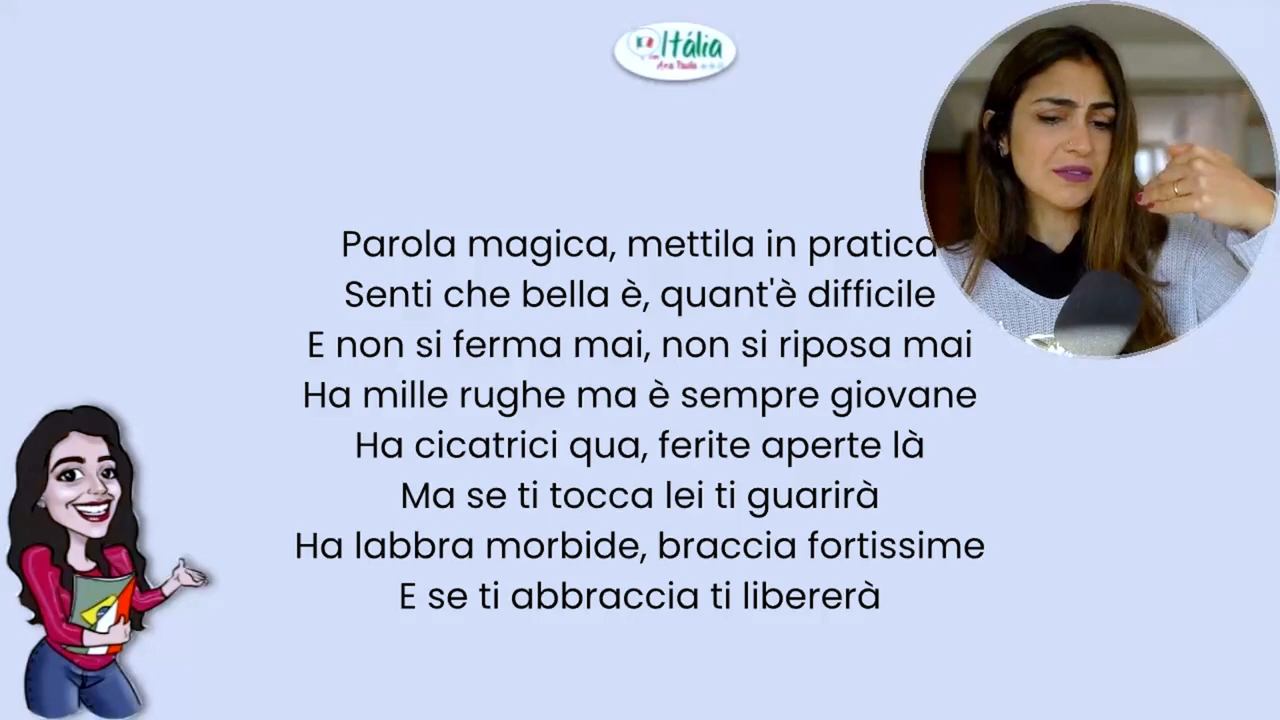 Itália
Ana Paula
Parola magica, mettila in pratica
Senti che bella è, quant'è difficile
E non si ferma mai, non si riposa mai
Ha mille rughe ma è sempre giovane
Ha cicatrici qua, ferite aperte là
Ma se ti tocca lei ti guarirà
Ha labbra morbide, braccia fortissime
E se ti abbraccia ti libererà